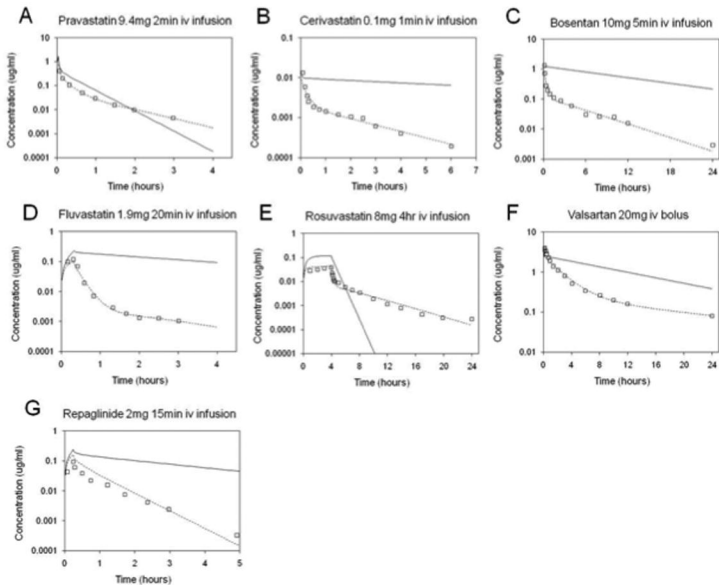 A
Pravastatin 9.4mg 2min iv infusion
Concentration (ug/ml)
10
1
0.1
0.01
0.001
0.0001
0 1 2 3 4
Time (hours)
B
Cerivastatin 0.1mg 1min iv infusion
Concentration (ug/ml)
0.1
0.01
0.001
0.0001
0 1 2 3 4 5 6 7
Time (hours)
C
Bosentan 10mg 5min iv infusion
Concentration (ug/ml)
10
1
0.1
0.01
0.001
0 6 12 18 24
Time (hours)
D
Fluvastatin 1.9mg 20min iv infusion
Concentration (ug/ml)
1
0.1
0.01
0.001
0.0001
0 1 2 3 4
Time (hours)
E
Rosuvastatin 8mg 4hr iv infusion
Concentration (ug/ml)
1
0.1
0.01
0.001
0.0001
0.00001
0 4 8 12 16 20 24
Time (hours)
F
Valsartan 20mg iv bolus
Concentration (ug/ml)
10
1
0.1
0.01
0 4 8 12 16 20 24
Time (hours)
G
Repaglinide 2mg 15min iv infusion
Concentration (ug/ml)
1
0.1
0.01
0.001
0.0001
0 1 2 3 4 5
Time (hours)